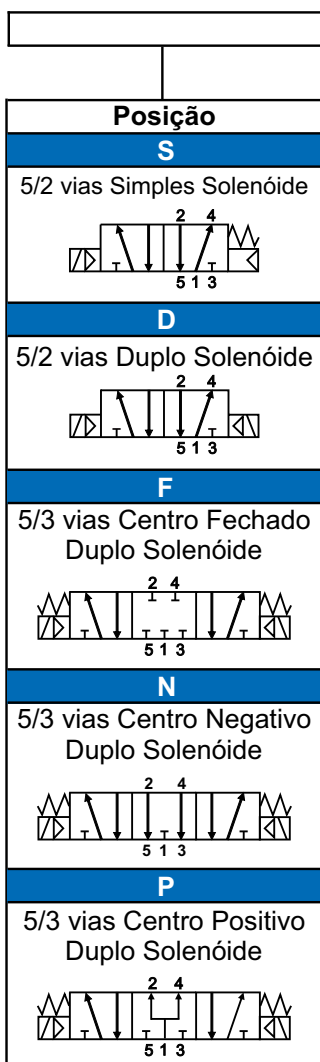 Posição
S
5/2 vias Simples Solenóide
2 4
5 1 3
D
5/2 vias Duplo Solenóide
2 4
5 1 3
F
5/3 vias Centro Fechado
Duplo Solenóide
2 4
5 1 3
N
5/3 vias Centro Negativo
Duplo Solenóide
2 4
5 1 3
P
5/3 vias Centro Positivo
Duplo Solenóide
2 4
5 1 3